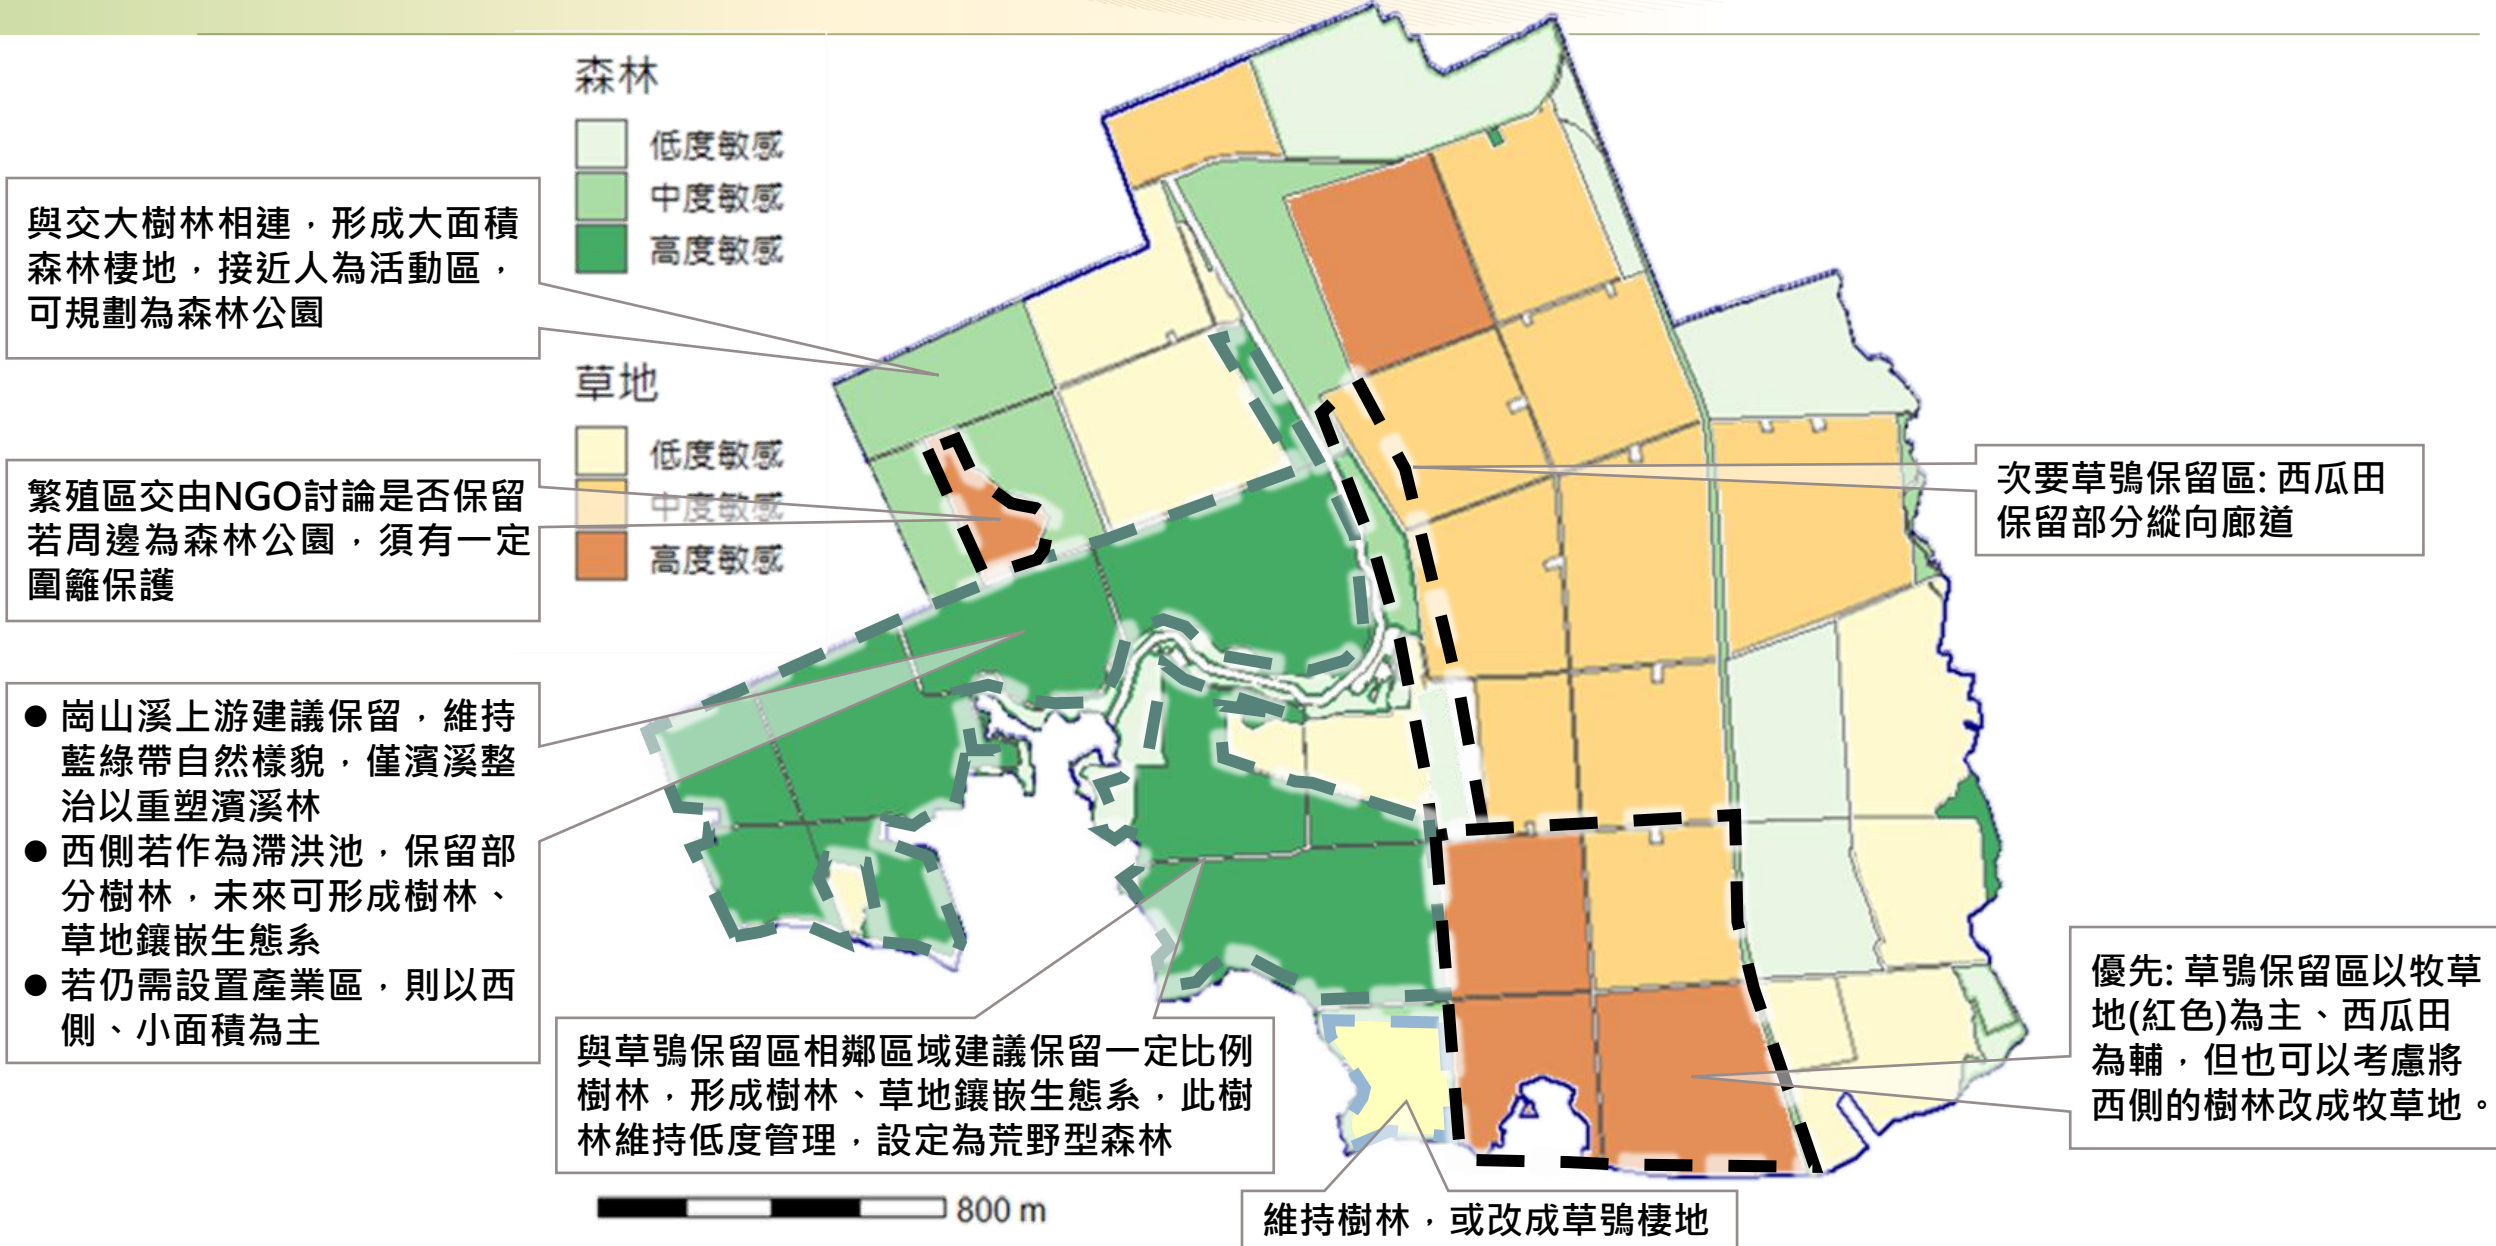 森林
低度敏感
中度敏感
高度敏感
草地
低度敏感
中度敏感
高度敏感
與交大樹林相連，形成大面積
森林棲地，接近人為活動區，
可規劃為森林公園
繁殖區交由NGO討論是否保留
若周邊為森林公園，須有一定
圍籬保護
● 崗山溪上游建議保留，維持
藍綠帶自然樣貌，僅濱溪整
治以重塑濱溪林
● 西側若作為滯洪池，保留部
分樹林，未來可形成樹林、
草地鑲嵌生態系
● 若仍需設置產業區，則以西
側、小面積為主
與草鴞保留區相鄰區域建議保留一定比例
樹林，形成樹林、草地鑲嵌生態系，此樹
林維持低度管理，設定為荒野型森林
800 m
維持樹林，或改成草鴞棲地
次要草鴞保留區: 西瓜田
保留部分縱向廊道
優先: 草鴞保留區以牧草
地(紅色)為主、西瓜田
為輔，但也可以考慮將
西側的樹林改成牧草地。